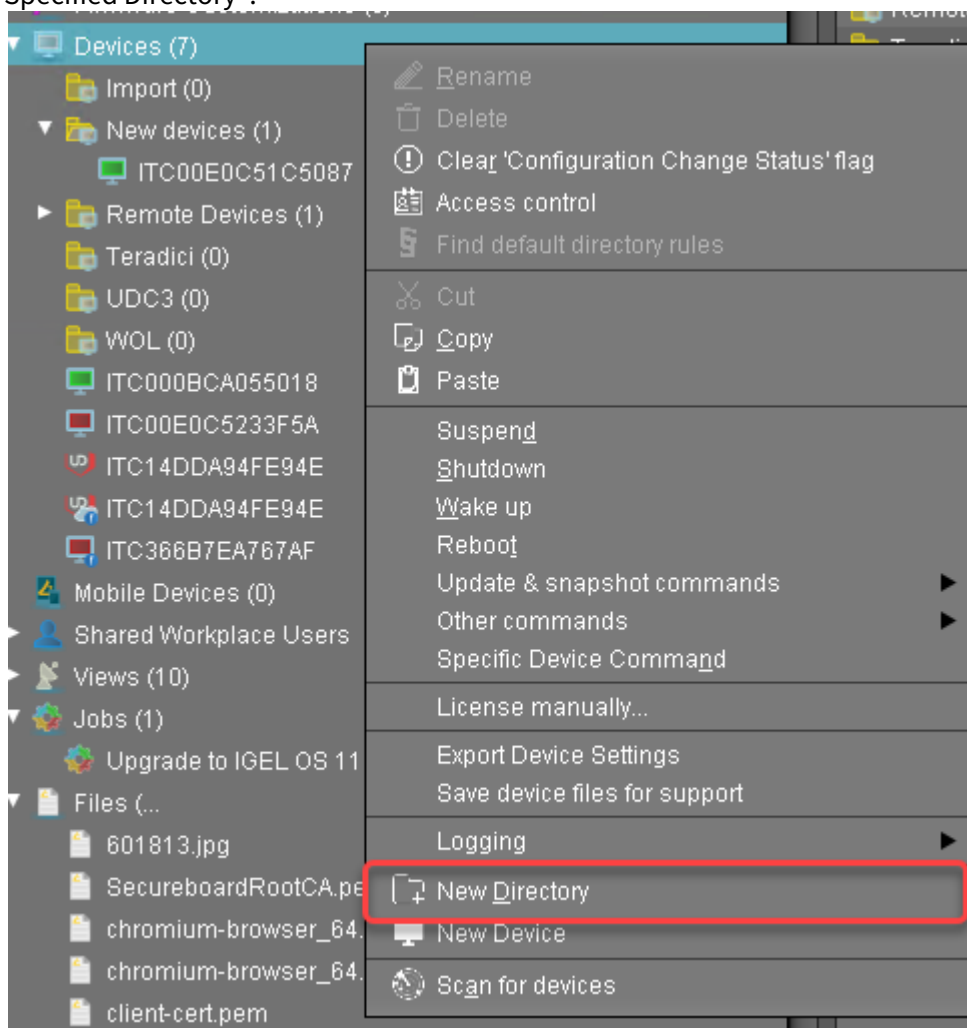 Specified Directory".
Devices (7)
Import (0)
New devices (1)
ITC00E0C51C5087
Remote Devices (1)
Teradici (0)
UDC3 (0)
WOL (0)
ITC000BCA055018
ITC00E0C5233F5A
ITC14DDA94FE94E
ITC14DDA94FE94E
ITC366B7EA767AF
Mobile Devices (0)
Shared Workplace Users
Views (10)
Jobs (1)
Upgrade to IGEL OS 11
Files (...
601813.jpg
SecureboardRootCA.pe
chromium-browser_64.
chromium-browser_64.
client-cert.pem
Rename
Delete
Clear 'Configuration Change Status' flag
Access control
Find default directory rules
Cut
Copy
Paste
Suspend
Shutdown
Wake up
Reboot
Update & snapshot commands
Other commands
Specific Device Command
License manually...
Export Device Settings
Save device files for support
Logging
New Directory
New Device
Scan for devices